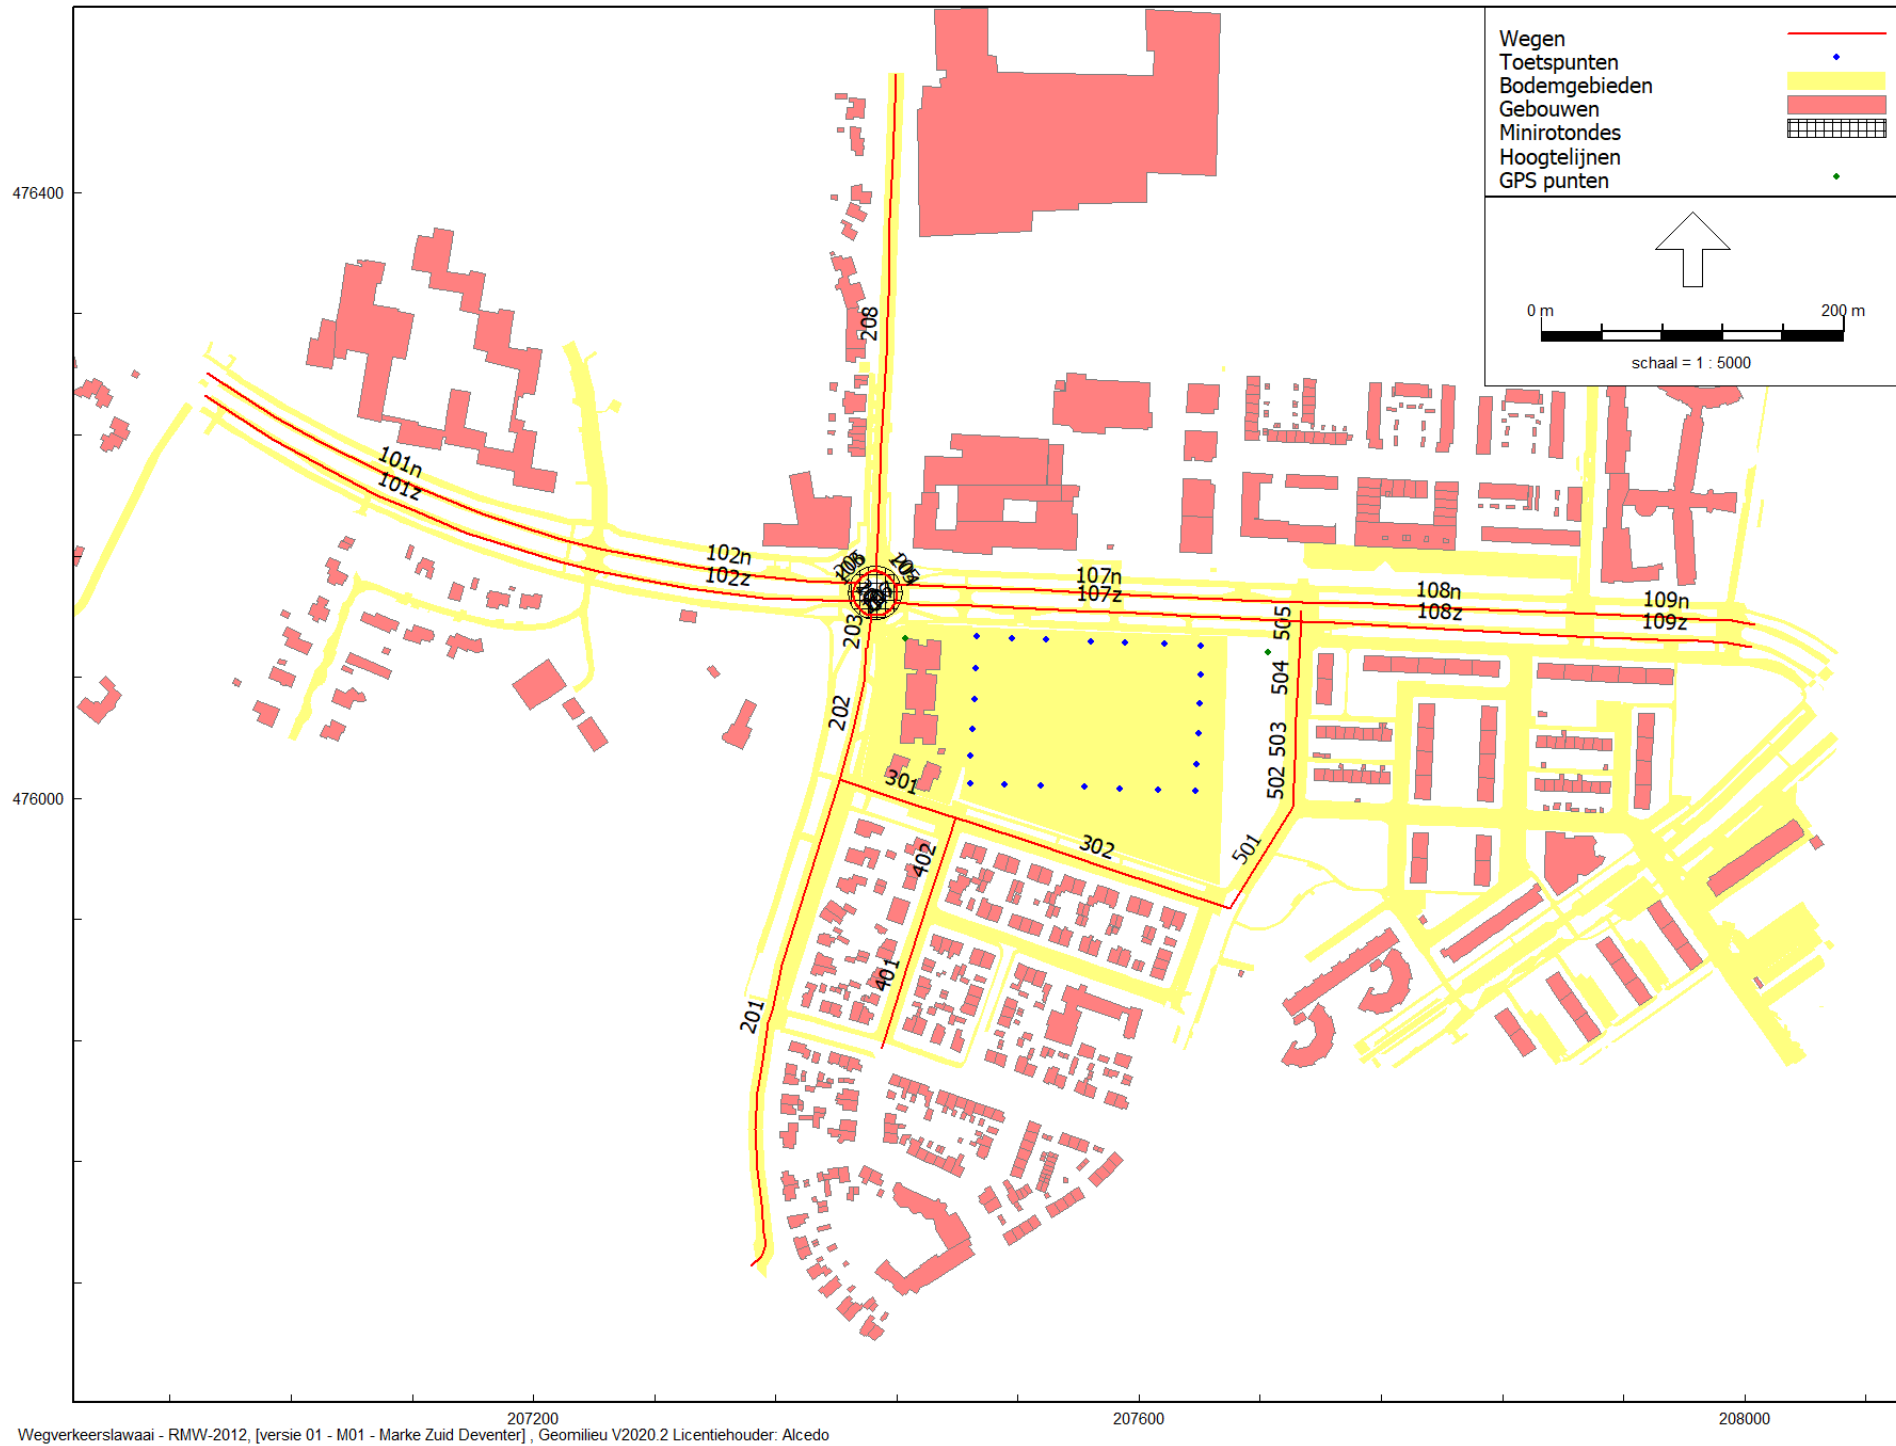 Wegen
Toetspunten
Bodemgebieden
Gebouwen
Minirotondes
Hoogtelijnen
GPS punten
0 m 200 m
schaal = 1 : 5000
476400
476000
208
101n
101z
102n
102z
107n
107z
108n
108z
109n
109z
203
202
201
301
302
402
401
501
502
503
504
505
207200
207600
208000
Wegverkeerslawaai - RMW-2012, [versie 01 - M01 - Marke Zuid Deventer] , Geomilieu V2020.2 Licentiehouder: Alcedo